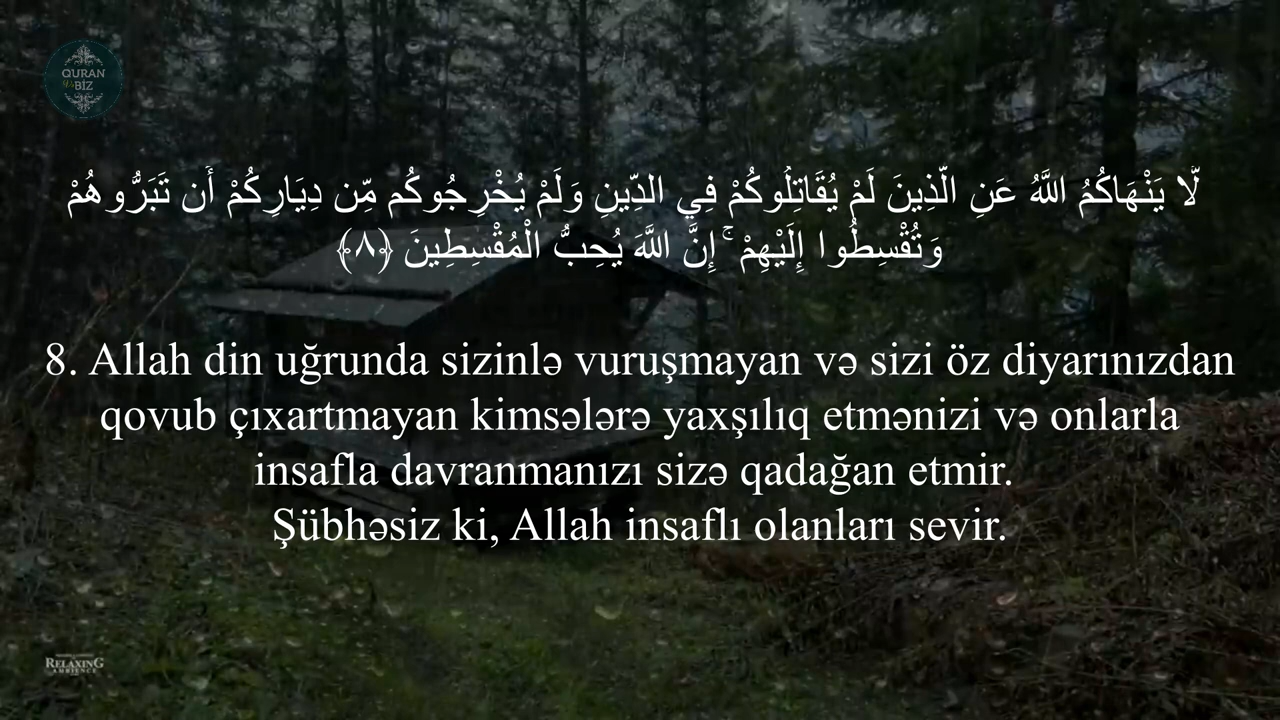 QURAN
Və BİZ
لَّا يَنْهَاكُمُ اللَّهُ عَنِ الَّذِينَ لَمْ يُقَاتِلُوكُمْ فِي الدِّينِ وَلَمْ يُخْرِجُوكُم مِّن دِيَارِكُمْ أَن تَبَرُّوهُمْ
وَتُقْسِطُوا إِلَيْهِمْ ۚ إِنَّ اللَّهَ يُحِبُّ الْمُقْسِطِينَ ﴿٨﴾
8. Allah din uğrunda sizinlə vuruşmayan və sizi öz diyarınızdan
qovub çıxartmayan kimsələrə yaxşılıq etmənizi və onlarla
insafla davranmanızı sizə qadağan etmir.
Şübhəsiz ki, Allah insaflı olanları sevir.
RELAXING
AMBIENCE